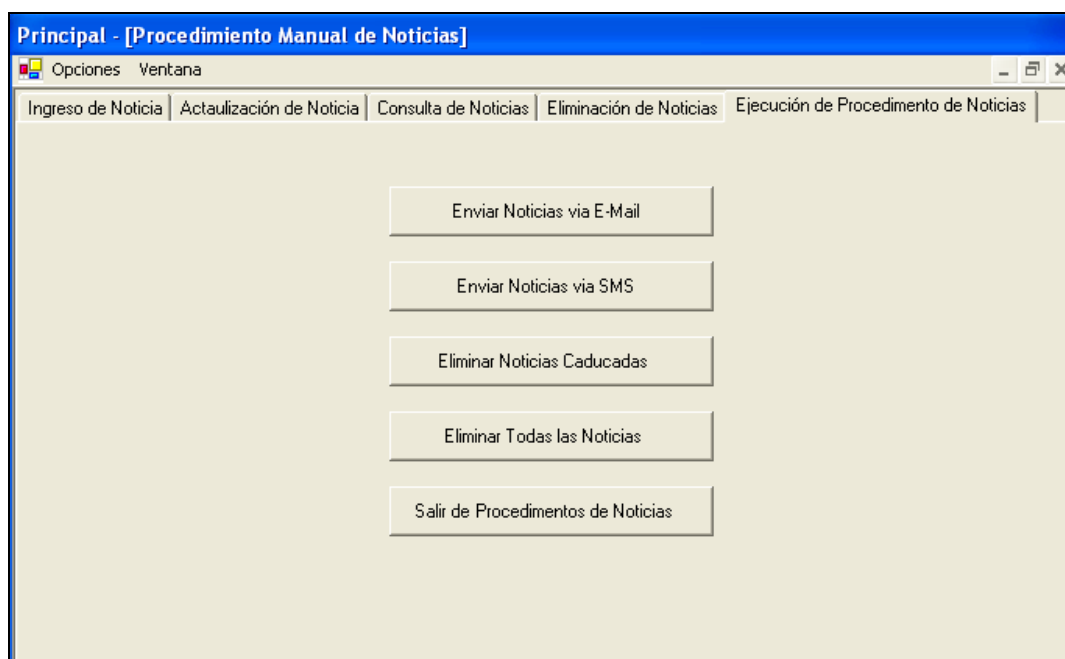 Principal - [Procedimiento Manual de Noticias]
Opciones Ventana
Ingreso de Noticia Actaulización de Noticia Consulta de Noticias Eliminación de Noticias Ejecución de Procedimento de Noticias
Enviar Noticias via E-Mail
Enviar Noticias via SMS
Eliminar Noticias Caducadas
Eliminar Todas las Noticias
Salir de Procedimentos de Noticias